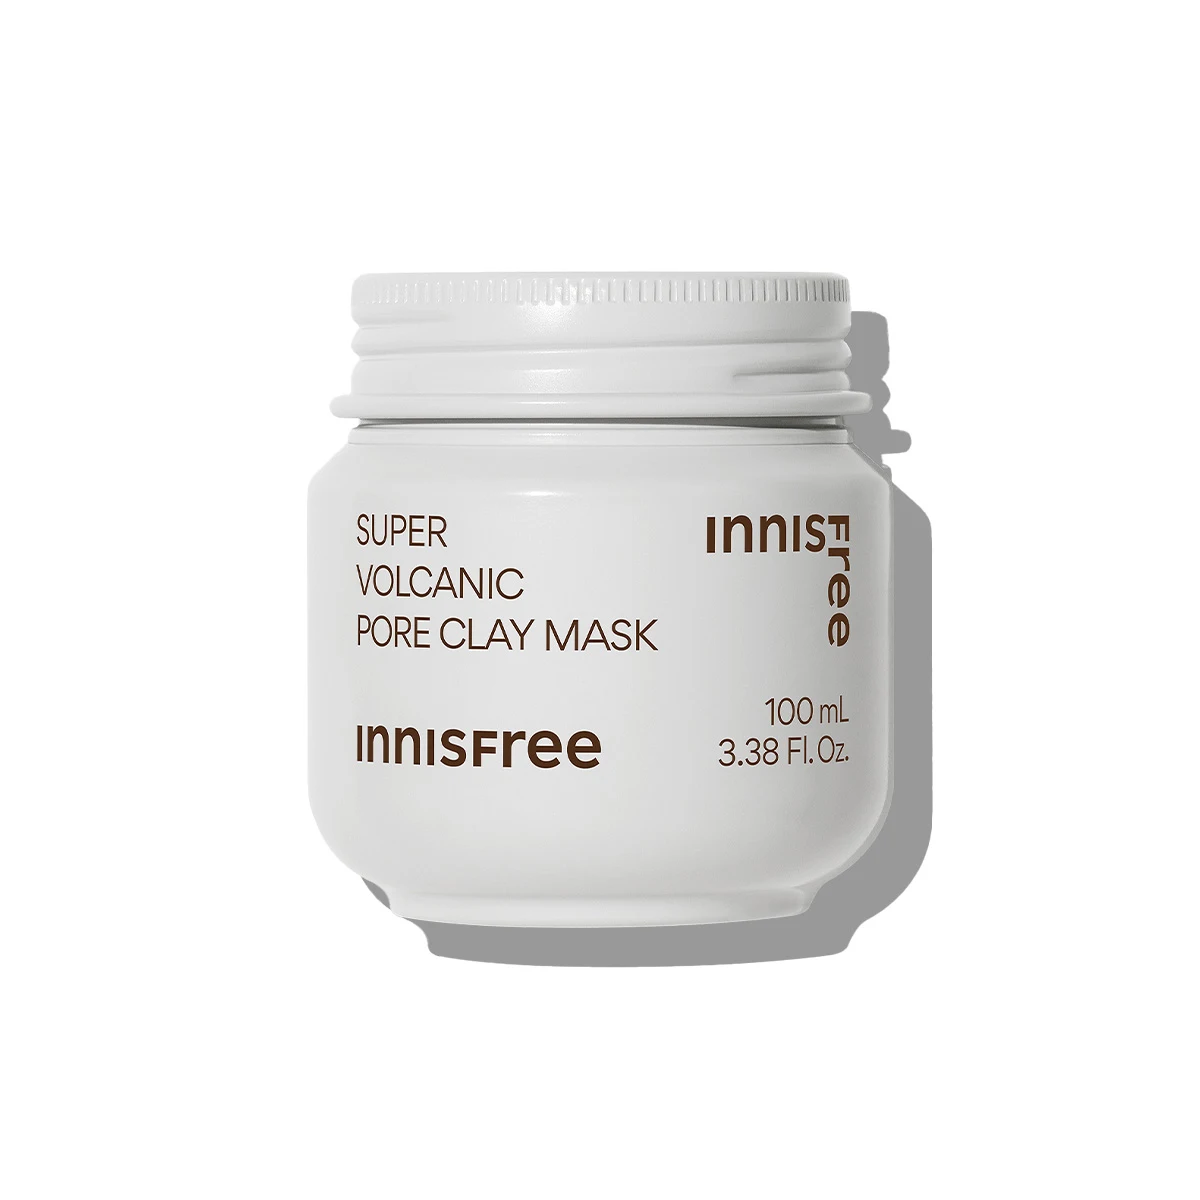 SUPER
VOLCANIC
PORE CLAY MASK
INNISFREE
INNISFREE
100 mL
3.38 Fl. Oz.